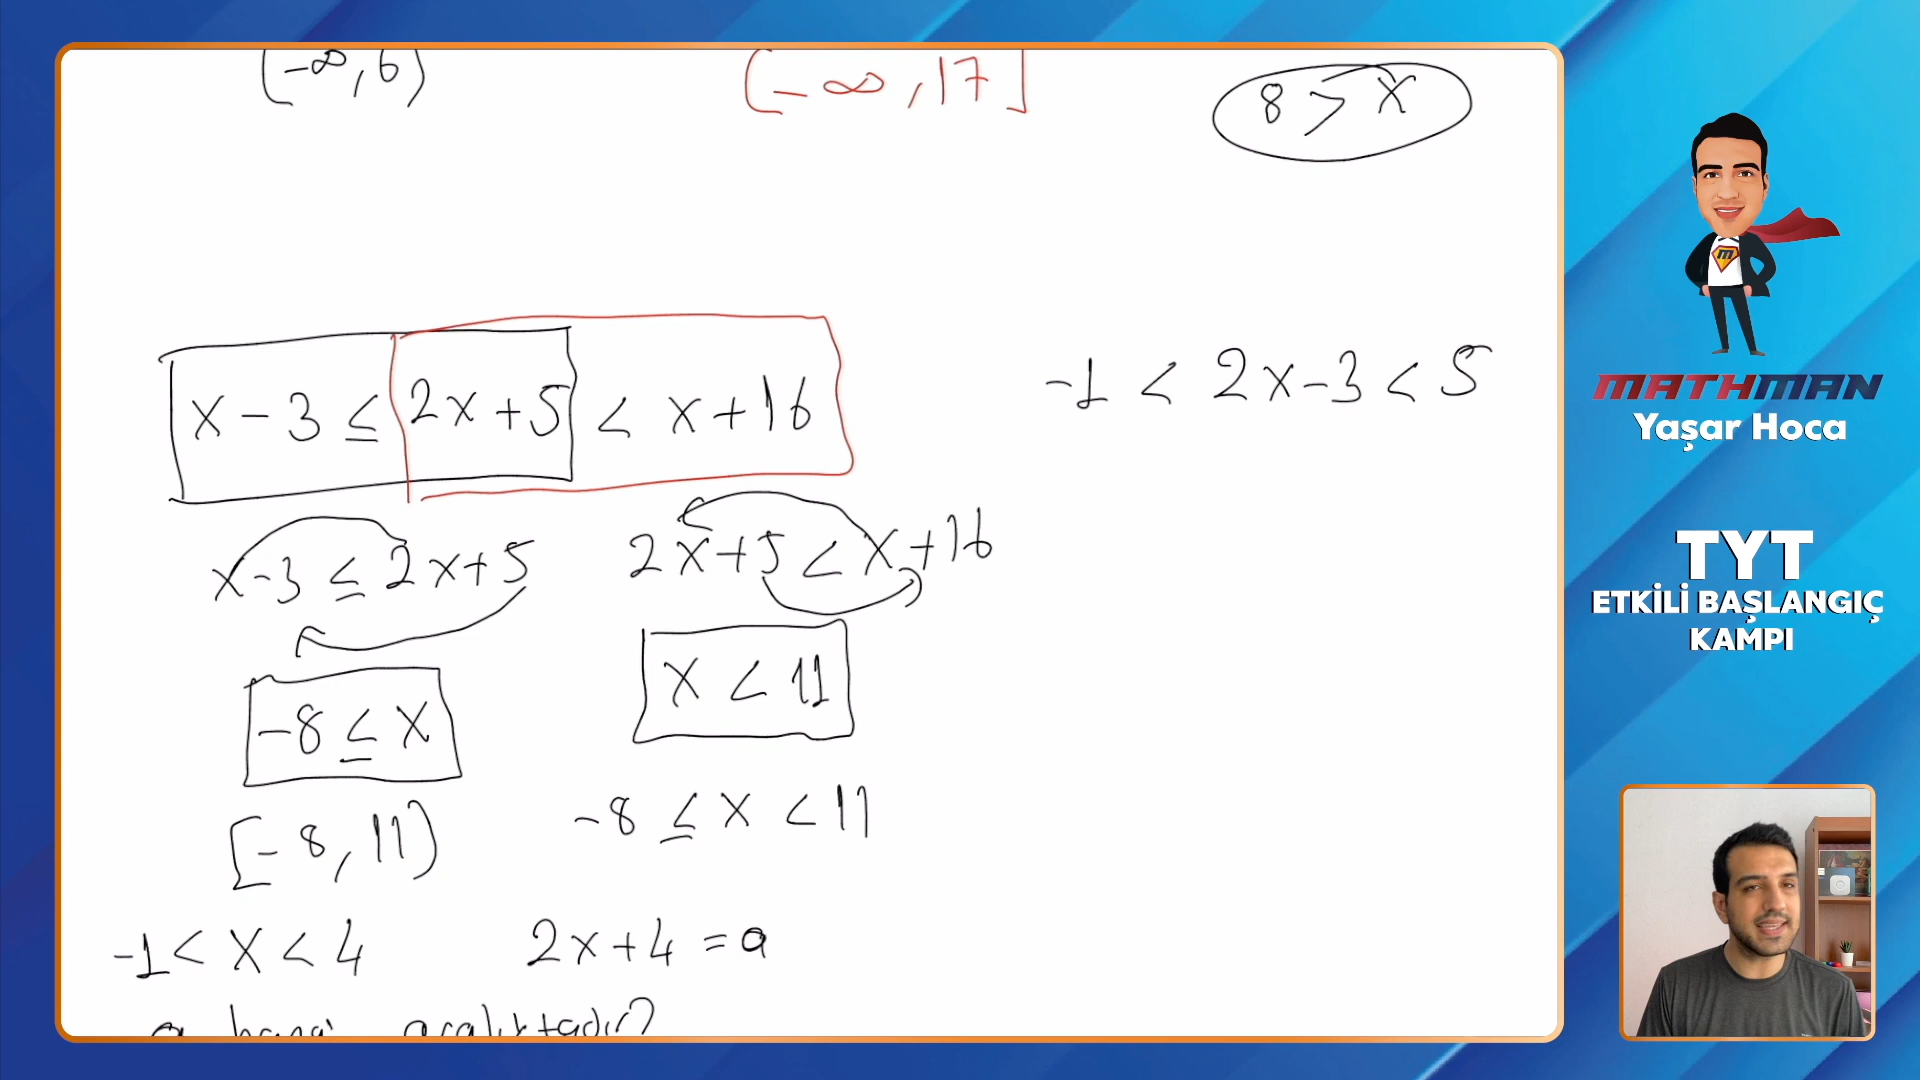 (-∞, 6)
(-∞, 17]
8 > x
x - 3 ≤ 2x + 5 < x + 16
-1 < 2x - 3 < 5
x - 3 ≤ 2x + 5
2x + 5 < x + 16
-8 ≤ x
x < 11
[-8, 11)
-8 ≤ x < 11
-1 < x < 4
2x + 4 = a
a hangi aralıktadır?
MATHMAN
Yaşar Hoca
TYT
ETKİLİ BAŞLANGIÇ
KAMPI